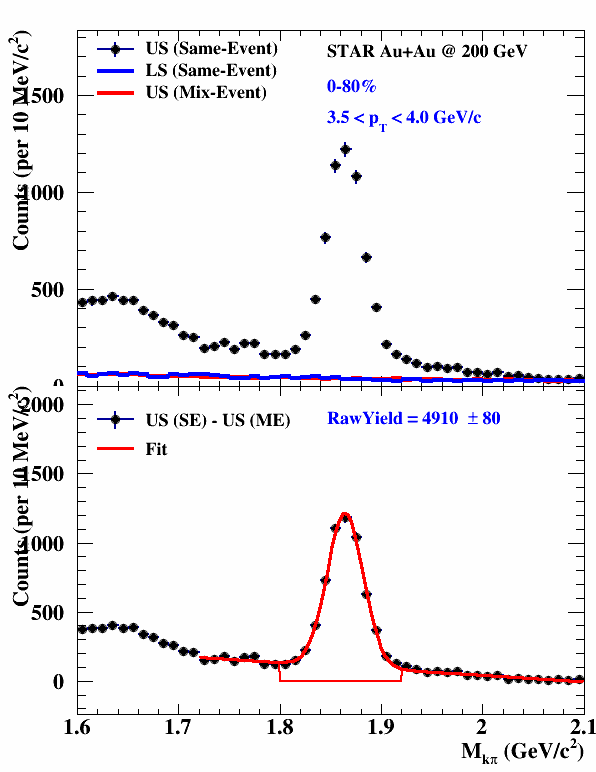 Counts (per 10 MeV/c²)
US (Same-Event)
LS (Same-Event)
US (Mix-Event)
STAR Au+Au @ 200 GeV
0-80%
3.5 < p_T < 4.0 GeV/c
1500
1000
500
0
Counts (per 10 MeV/c²)
US (SE) - US (ME)
Fit
RawYield = 4910 ± 80
2000
1500
1000
500
0
1.6 1.7 1.8 1.9 2 2.1
M_kπ (GeV/c²)